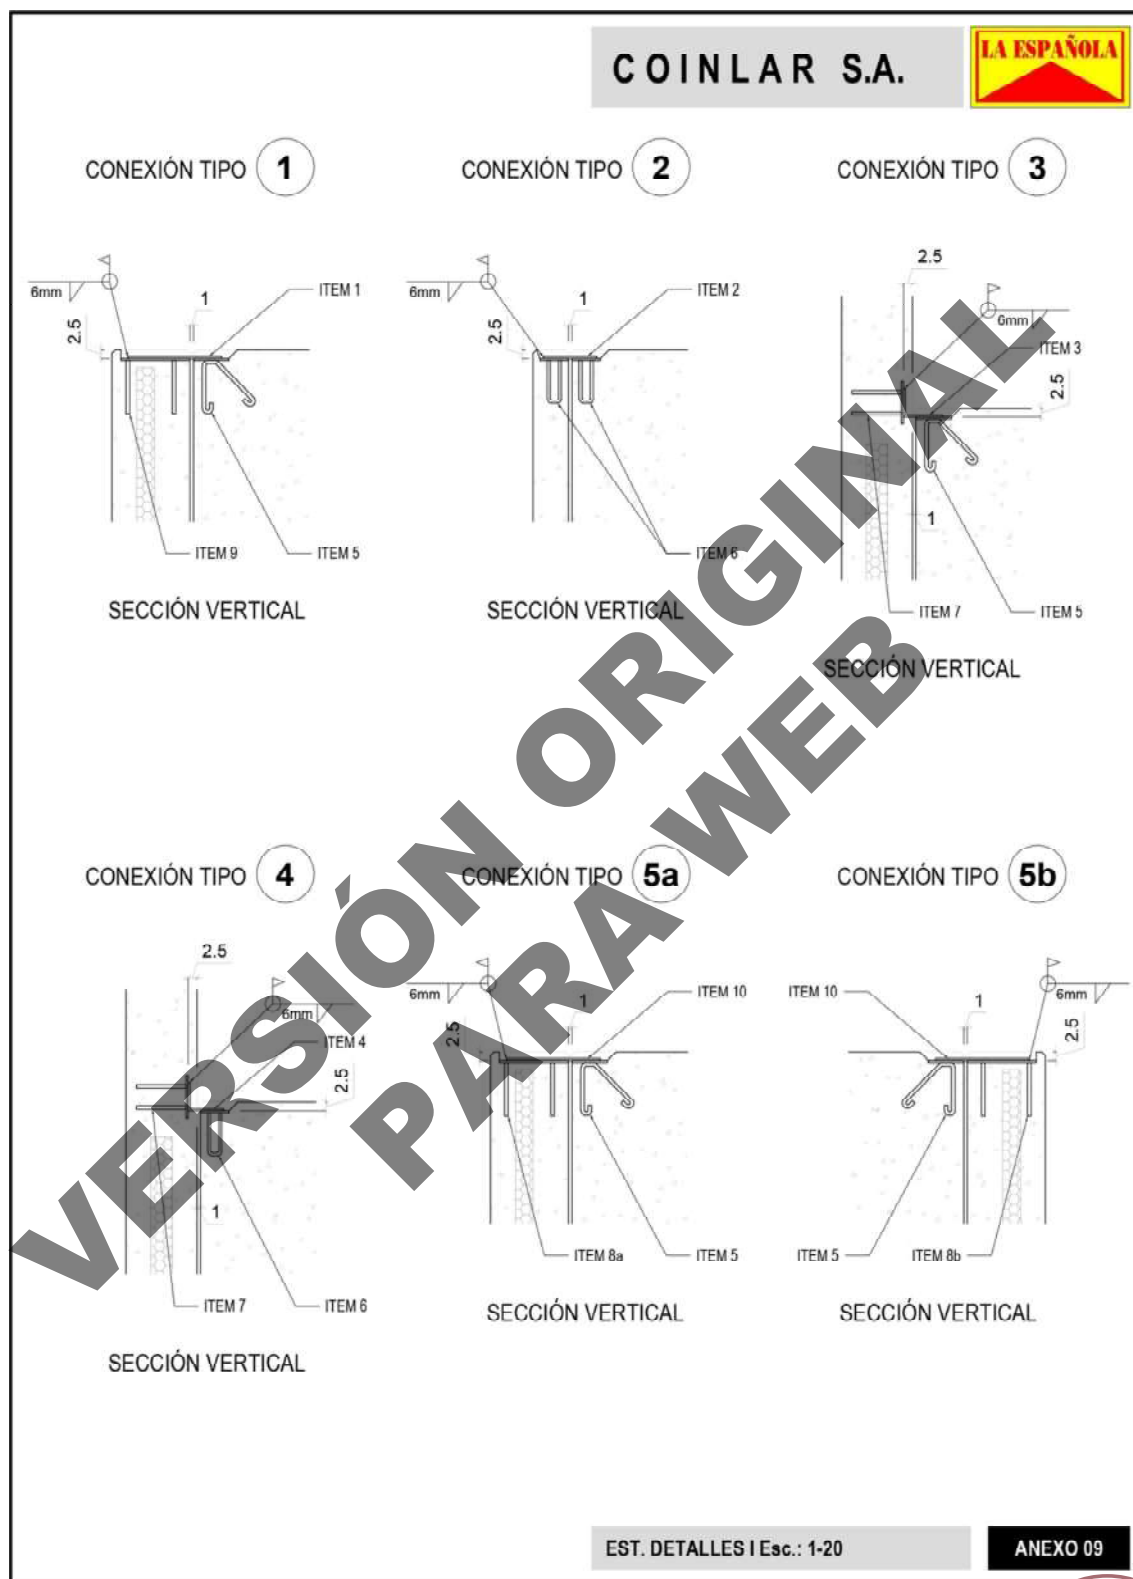 COINLAR S.A.
LA ESPAÑOLA
CONEXIÓN TIPO 1
6mm
2.5
1
ITEM 1
ITEM 9
ITEM 5
SECCIÓN VERTICAL
CONEXIÓN TIPO 2
6mm
2.5
1
ITEM 2
ITEM 6
SECCIÓN VERTICAL
CONEXIÓN TIPO 3
2.5
6mm
ITEM 3
2.5
1
ITEM 7
ITEM 5
SECCIÓN VERTICAL
VERSIÓN ORIGINAL
PARA WEB
CONEXIÓN TIPO 4
2.5
6mm
ITEM 4
2.5
1
ITEM 7
ITEM 6
SECCIÓN VERTICAL
CONEXIÓN TIPO 5a
6mm
2.5
1
ITEM 10
ITEM 8a
ITEM 5
SECCIÓN VERTICAL
CONEXIÓN TIPO 5b
ITEM 10
1
6mm
2.5
ITEM 5
ITEM 8b
SECCIÓN VERTICAL
EST. DETALLES I Esc.: 1-20
ANEXO 09